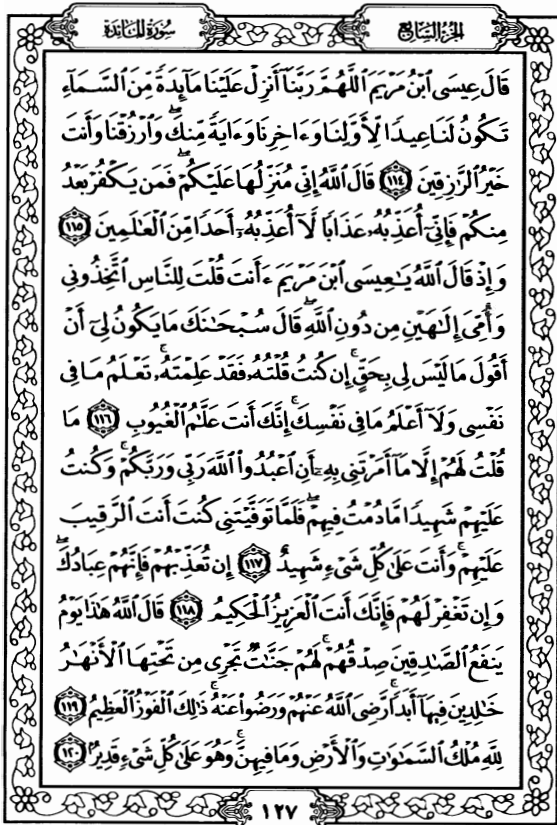 الجزء السابع
سورة المائدة
قَالَ عِيسَى ٱبْنُ مَرْيَمَ ٱللَّهُمَّ رَبَّنَآ أَنزِلْ عَلَيْنَا مَآئِدَةً مِّنَ ٱلسَّمَآءِ
تَكُونُ لَنَا عِيدًا لِّأَوَّلِنَا وَءَاخِرِنَا وَءَايَةً مِّنكَ ۖ وَٱرْزُقْنَا وَأَنتَ
خَيْرُ ٱلرَّٰزِقِينَ ١١٤ قَالَ ٱللَّهُ إِنِّى مُنَزِّلُهَا عَلَيْكُمْ ۖ فَمَن يَكْفُرْ بَعْدُ
مِنكُمْ فَإِنِّىٓ أُعَذِّبُهُۥ عَذَابًا لَّآ أُعَذِّبُهُۥٓ أَحَدًا مِّنَ ٱلْعَٰلَمِينَ ١١٥
وَإِذْ قَالَ ٱللَّهُ يَٰعِيسَى ٱبْنَ مَرْيَمَ ءَأَنتَ قُلْتَ لِلنَّاسِ ٱتَّخِذُونِى
وَأُمِّىَ إِلَٰهَيْنِ مِن دُونِ ٱللَّهِ ۖ قَالَ سُبْحَٰنَكَ مَا يَكُونُ لِىٓ أَنْ
أَقُولَ مَا لَيْسَ لِى بِحَقٍّ ۚ إِن كُنتُ قُلْتُهُۥ فَقَدْ عَلِمْتَهُۥ ۚ تَعْلَمُ مَا فِى
نَفْسِى وَلَآ أَعْلَمُ مَا فِى نَفْسِكَ ۚ إِنَّكَ أَنتَ عَلَّٰمُ ٱلْغُيُوبِ ١١٦ مَا
قُلْتُ لَهُمْ إِلَّا مَآ أَمَرْتَنِى بِهِۦٓ أَنِ ٱعْبُدُوا۟ ٱللَّهَ رَبِّى وَرَبَّكُمْ ۚ وَكُنتُ
عَلَيْهِمْ شَهِيدًا مَّا دُمْتُ فِيهِمْ ۖ فَلَمَّا تَوَفَّيْتَنِى كُنتَ أَنتَ ٱلرَّقِيبَ
عَلَيْهِمْ ۚ وَأَنتَ عَلَىٰ كُلِّ شَىْءٍ شَهِيدٌ ١١٧ إِن تُعَذِّبْهُمْ فَإِنَّهُمْ عِبَادُكَ ۖ
وَإِن تَغْفِرْ لَهُمْ فَإِنَّكَ أَنتَ ٱلْعَزِيزُ ٱلْحَكِيمُ ١١٨ قَالَ ٱللَّهُ هَٰذَا يَوْمُ
يَنفَعُ ٱلصَّٰدِقِينَ صِدْقُهُمْ ۚ لَهُمْ جَنَّٰتٌ تَجْرِى مِن تَحْتِهَا ٱلْأَنْهَٰرُ
خَٰلِدِينَ فِيهَآ أَبَدًا ۚ رَّضِىَ ٱللَّهُ عَنْهُمْ وَرَضُوا۟ عَنْهُ ۚ ذَٰلِكَ ٱلْفَوْزُ ٱلْعَظِيمُ ١١٩
لِلَّهِ مُلْكُ ٱلسَّمَٰوَٰتِ وَٱلْأَرْضِ وَمَا فِيهِنَّ ۚ وَهُوَ عَلَىٰ كُلِّ شَىْءٍ قَدِيرٌۢ ١٢٠
١٢٧